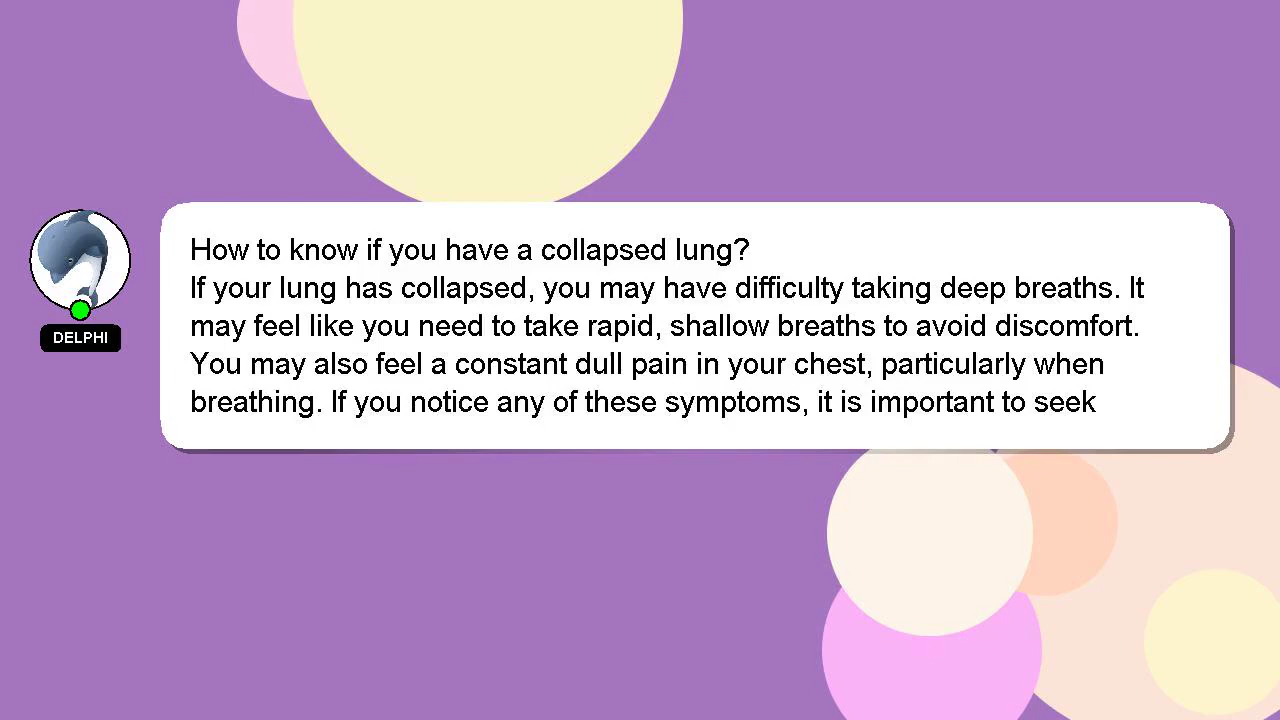 How to know if you have a collapsed lung?
If your lung has collapsed, you may have difficulty taking deep breaths. It
may feel like you need to take rapid, shallow breaths to avoid discomfort.
You may also feel a constant dull pain in your chest, particularly when
breathing. If you notice any of these symptoms, it is important to seek
DELPHI